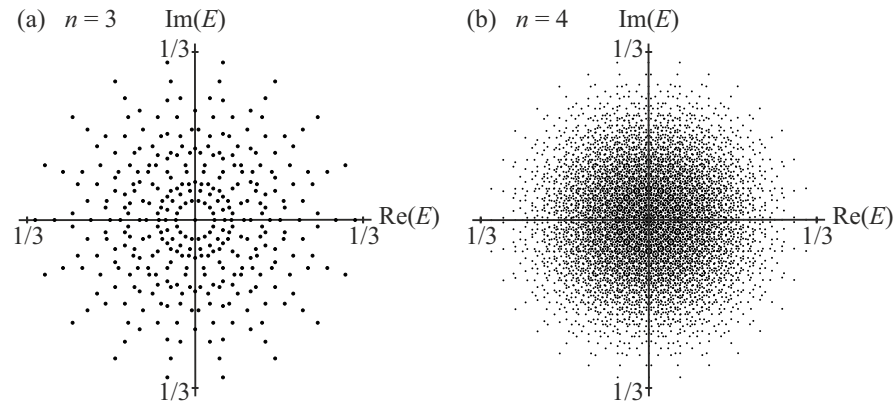 (a) n = 3 Im(E)
1/3
Re(E)
1/3
1/3
1/3
(b) n = 4 Im(E)
1/3
Re(E)
1/3
1/3
1/3